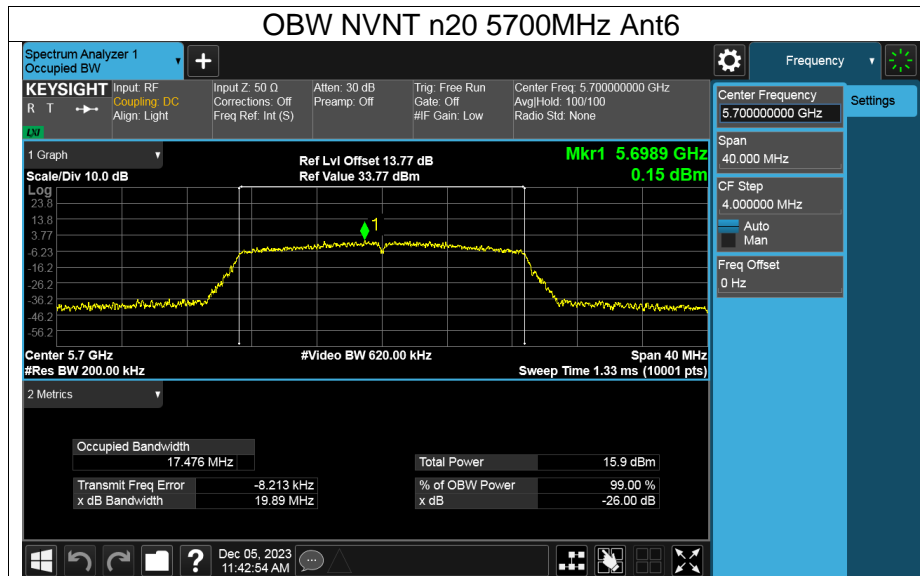 OBW NVNT n20 5700MHz Ant6
Spectrum Analyzer 1
Occupied BW
+
Frequency
KEYSIGHT
R T
LXI
Input: RF
Coupling: DC
Align: Light
Input Z: 50 Ω
Corrections: Off
Freq Ref: Int (S)
Atten: 30 dB
Preamp: Off
Trig: Free Run
Gate: Off
#IF Gain: Low
Center Freq: 5.700000000 GHz
Avg|Hold: 100/100
Radio Std: None
Center Frequency
5.700000000 GHz
Settings
Span
40.000 MHz
CF Step
4.000000 MHz
Auto
Man
Freq Offset
0 Hz
1 Graph
Scale/Div 10.0 dB
Ref Lvl Offset 13.77 dB
Ref Value 33.77 dBm
Mkr1 5.6989 GHz
0.15 dBm
Log
23.8
13.8
3.77
-6.23
-16.2
-26.2
-36.2
-46.2
-56.2
1
Center 5.7 GHz
#Res BW 200.00 kHz
#Video BW 620.00 kHz
Span 40 MHz
Sweep Time 1.33 ms (10001 pts)
2 Metrics
Occupied Bandwidth
17.476 MHz
Total Power 15.9 dBm
Transmit Freq Error -8.213 kHz
% of OBW Power 99.00 %
x dB Bandwidth 19.89 MHz
x dB -26.00 dB
?
Dec 05, 2023
11:42:54 AM